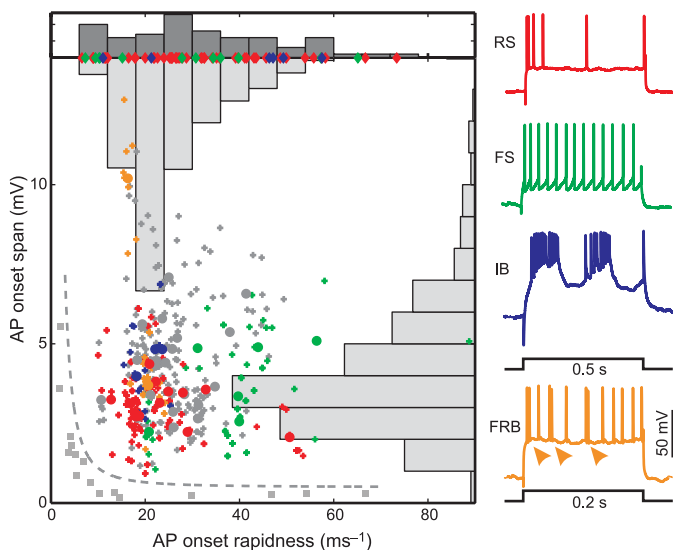 AP onset span (mV)
10
5
0
0
20
40
60
80
AP onset rapidness (ms⁻¹)
RS
FS
IB
0.5 s
FRB
50 mV
0.2 s